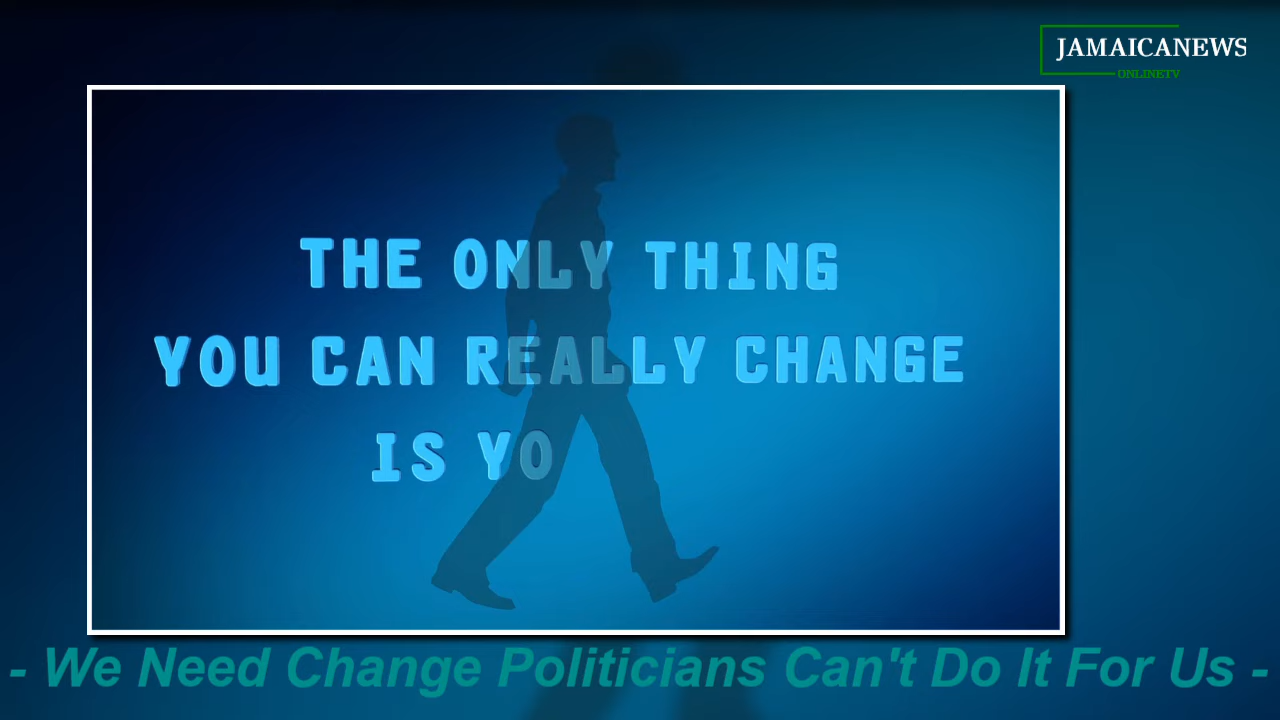 JAMAICANEWS
ONLINETV
THE ONLY THING
YOU CAN REALLY CHANGE
IS YO
- We Need Change Politicians Can't Do It For Us -